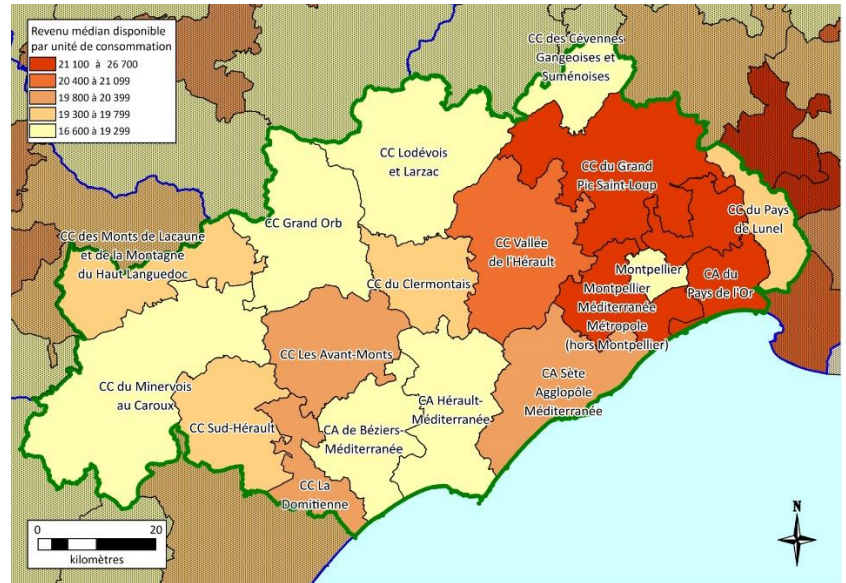 Revenu médian disponible
par unité de consommation
21 100 à 26 700
20 400 à 21 099
19 800 à 20 399
19 300 à 19 799
16 600 à 19 299
CC des Cévennes
Gangeoises et
Suménoises
CC Lodévois
et Larzac
CC du Grand
Pic Saint-Loup
CC Grand Orb
CC du Pays
de Lunel
CC des Monts de Lacaune
et de la Montagne
du Haut Languedoc
CC Vallée
de l'Hérault
CC du Clermontais
Montpellier
Montpellier
Méditerranée
Métropole
(hors Montpellier)
CA du
Pays de l'Or
CC Les Avant-Monts
CC du Minervois
au Caroux
CA Hérault-
Méditerranée
CA Sète
Agglopôle
Méditerranée
CC Sud-Hérault
CA de Béziers-
Méditerranée
CC La
Domitienne
0 20
kilomètres
N